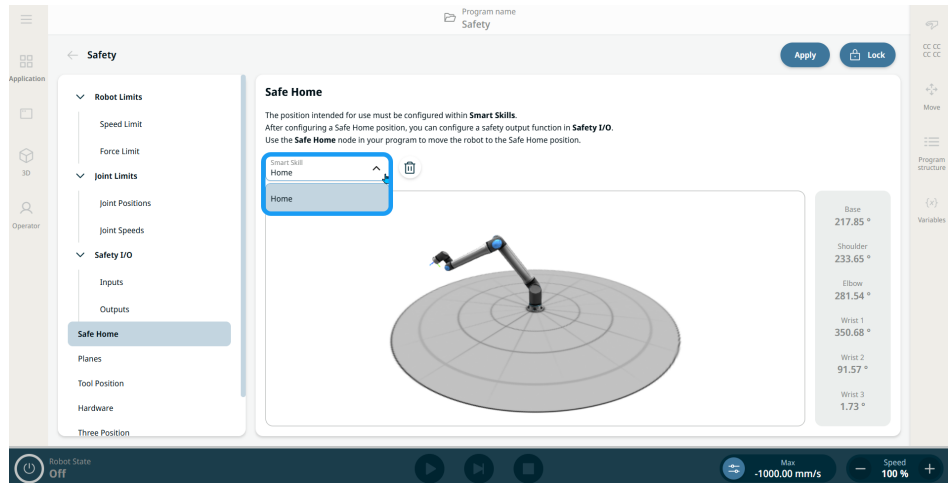 Program name
Safety
Safety
Apply
Lock
Application
3D
Operator
Robot Limits
Speed Limit
Force Limit
Joint Limits
Joint Positions
Joint Speeds
Safety I/O
Inputs
Outputs
Safe Home
Planes
Tool Position
Hardware
Three Position
Safe Home
The position intended for use must be configured within Smart Skills.
After configuring a Safe Home position, you can configure a safety output function in Safety I/O.
Use the Safe Home node in your program to move the robot to the Safe Home position.
Smart Skill
Home
Home
Base
217.85 °
Shoulder
233.65 °
Elbow
281.54 °
Wrist 1
350.68 °
Wrist 2
91.57 °
Wrist 3
1.73 °
CC CC
CC CC
Move
Program
structure
Variables
Robot State
Off
Max
-1000.00 mm/s
Speed
100 %